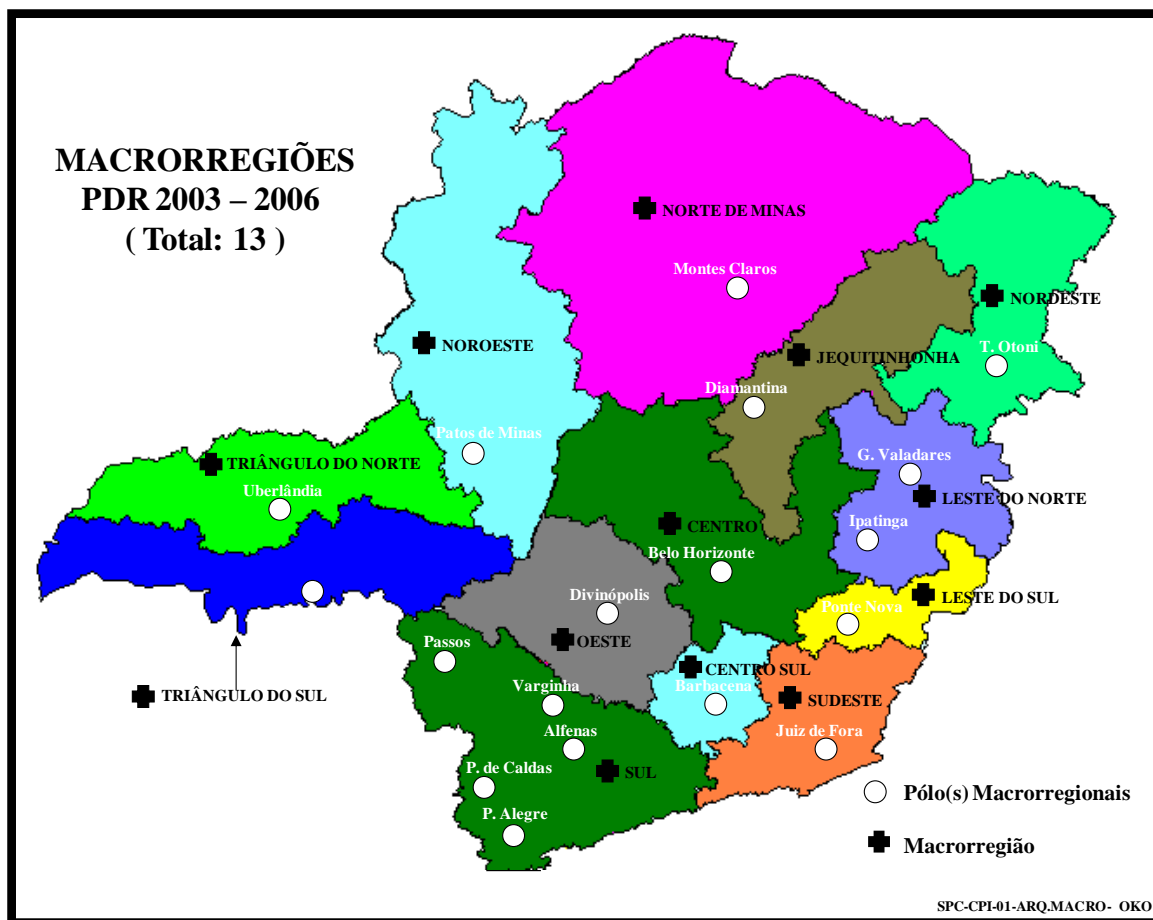 MACRORREGIÕES
PDR 2003 – 2006
( Total: 13 )
NORTE DE MINAS
Montes Claros
NORDESTE
T. Otoni
NOROESTE
JEQUITINHONHA
Diamantina
Patos de Minas
TRIÂNGULO DO NORTE
Uberlândia
G. Valadares
LESTE DO NORTE
Ipatinga
CENTRO
Belo Horizonte
Divinópolis
OESTE
LESTE DO SUL
Ponte Nova
Passos
CENTRO SUL
Barbacena
SUDESTE
Juiz de Fora
TRIÂNGULO DO SUL
Varginha
Alfenas
P. de Caldas
SUL
P. Alegre
Pólo(s) Macrorregionais
Macrorregião
SPC-CPI-01-ARQ.MACRO- OKO